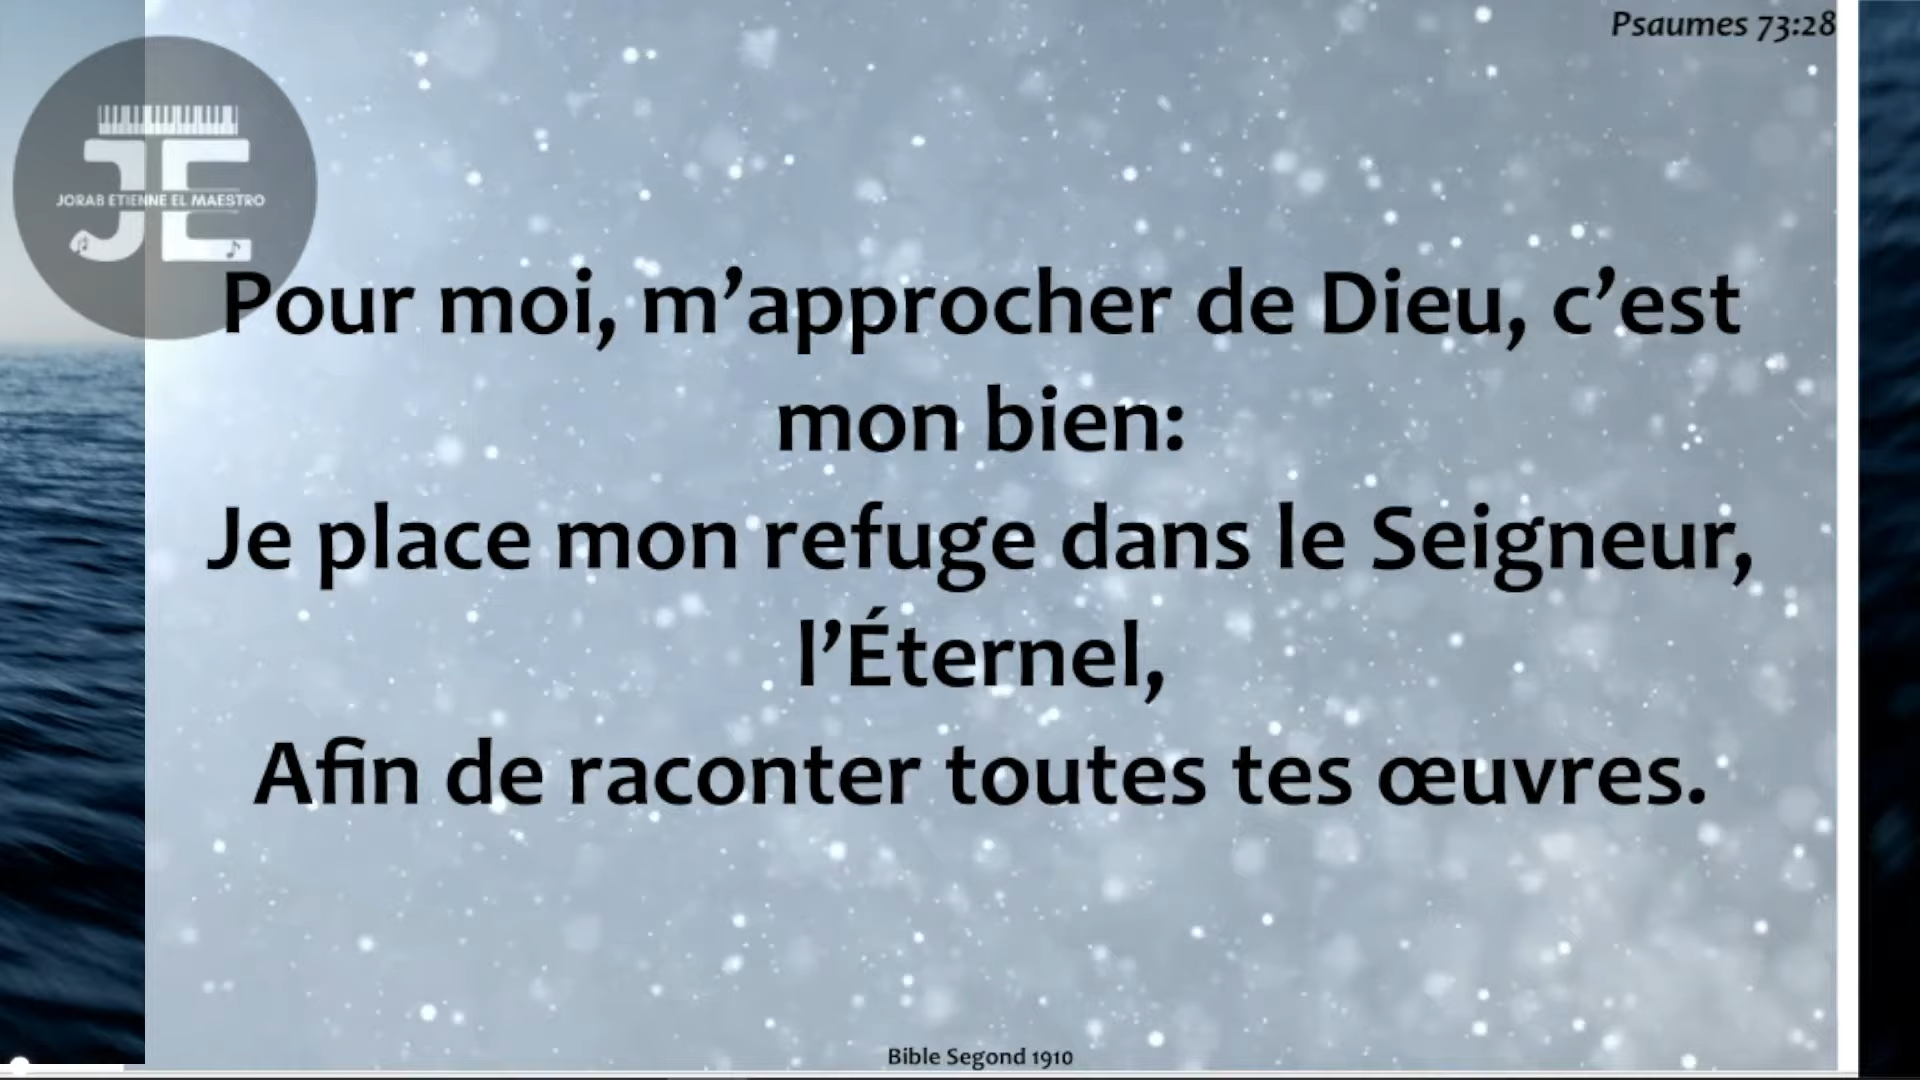 Psaumes 73:28
JE
JORAB ETIENNE EL MAESTRO
Pour moi, m’approcher de Dieu, c’est
mon bien:
Je place mon refuge dans le Seigneur,
l’Éternel,
Afin de raconter toutes tes œuvres.
Bible Segond 1910